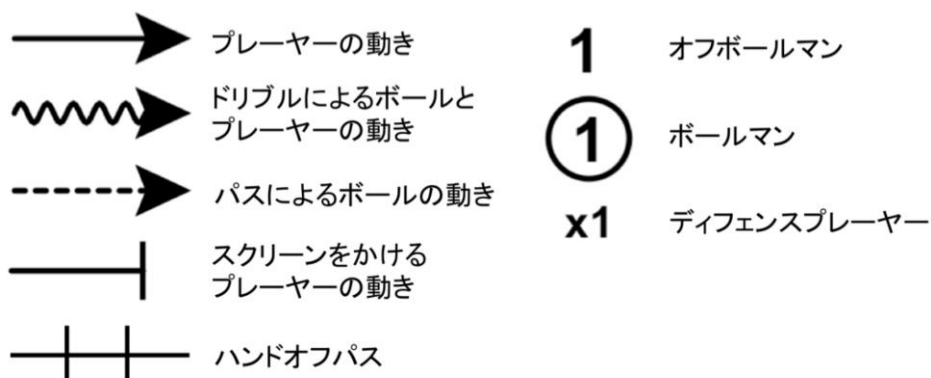 プレーヤーの動き
ドリブルによるボールと
プレーヤーの動き
パスによるボールの動き
スクリーンをかける
プレーヤーの動き
ハンドオフパス
1 オフボールマン
1 ボールマン
x1 ディフェンスプレーヤー